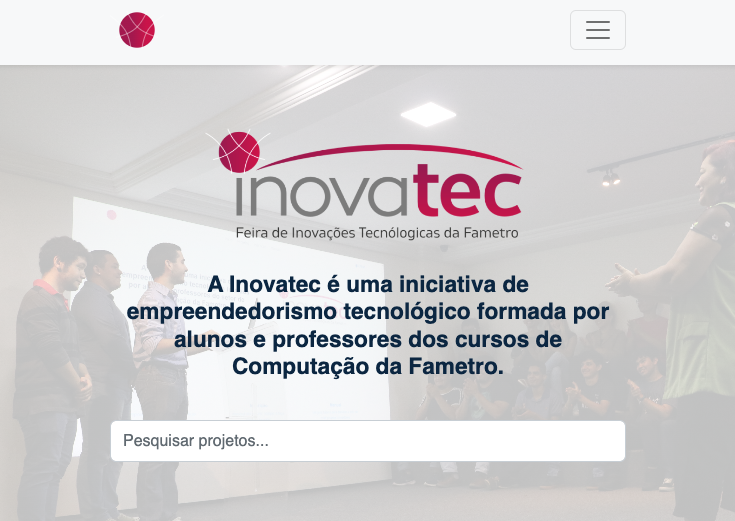 inovatec
Feira de Inovações Tecnólogicas da Fametro
A Inovatec é uma iniciativa de
empreendedorismo tecnológico formada por
alunos e professores dos cursos de
Computação da Fametro.
Pesquisar projetos...